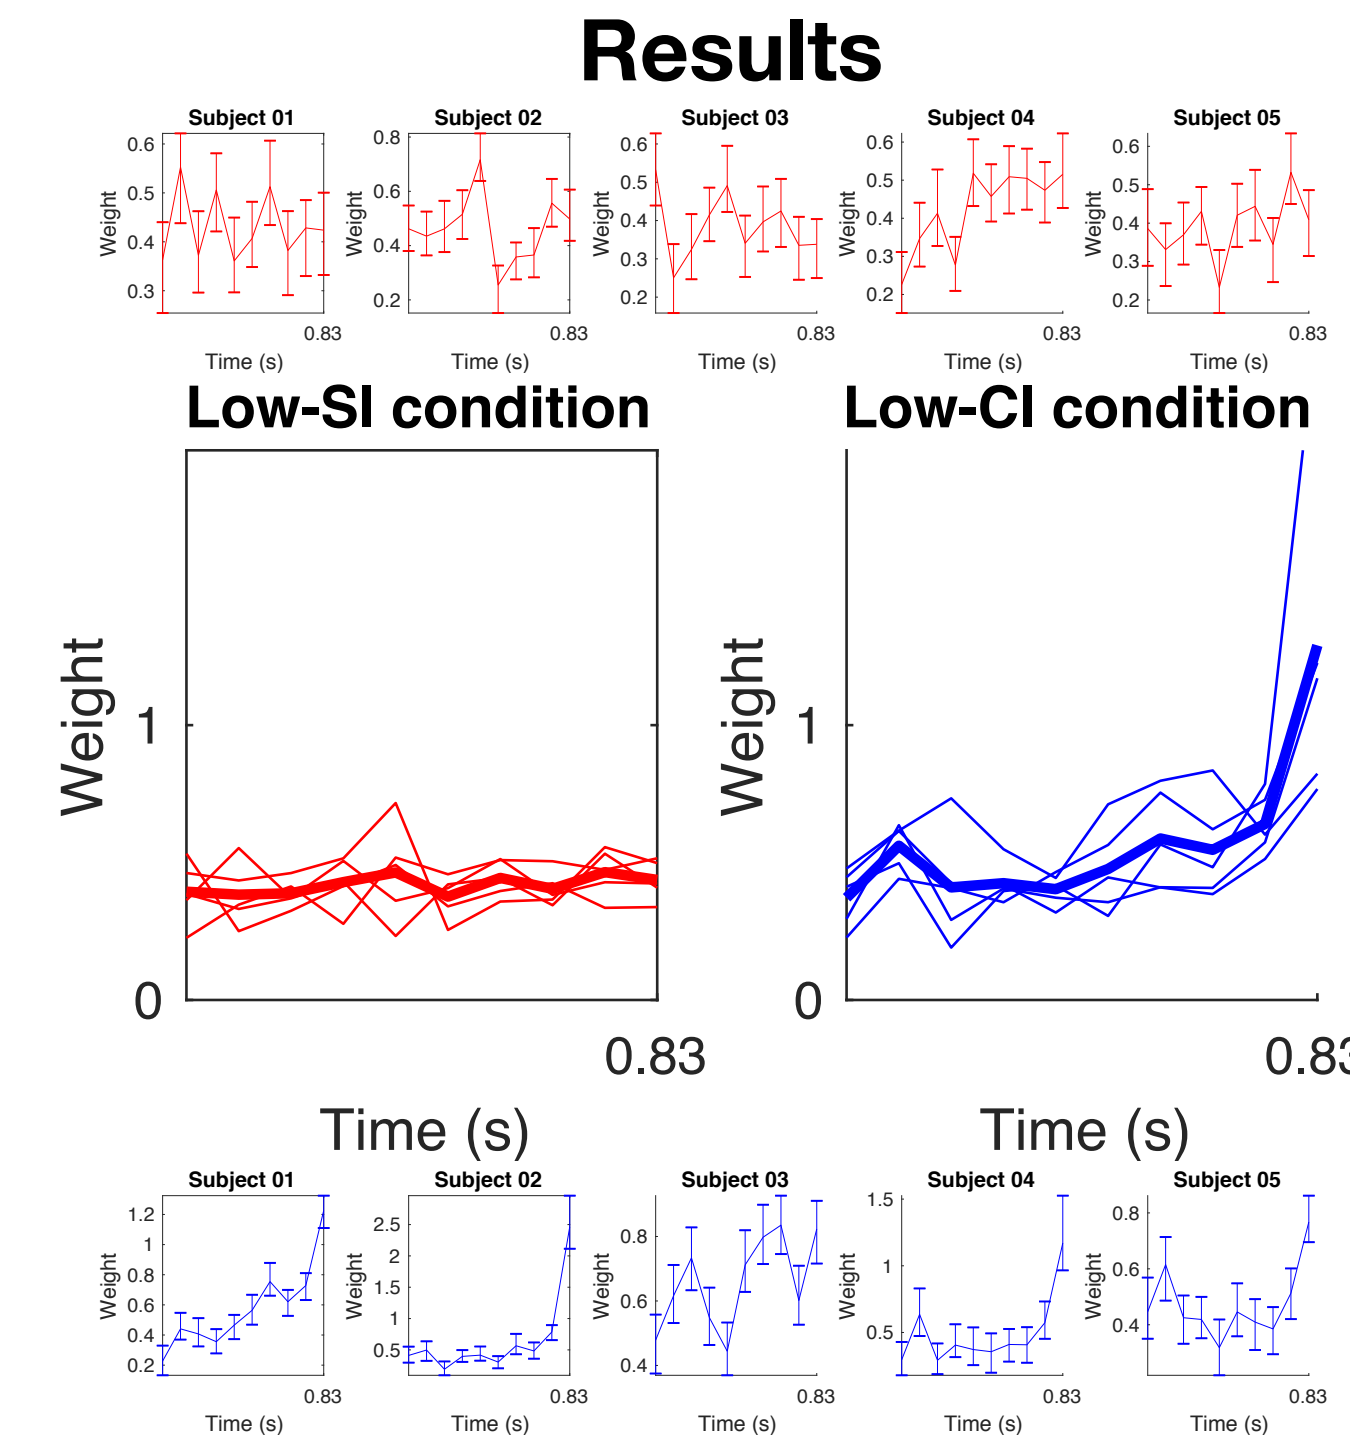 Results
Subject 01 Subject 02 Subject 03 Subject 04 Subject 05
Weight 0.6 0.5 0.4 0.3
Weight 0.8 0.6 0.4 0.2
Weight 0.6 0.5 0.4 0.3 0.2
Weight 0.6 0.5 0.4 0.3 0.2
Weight 0.6 0.5 0.4 0.3 0.2
0.83 0.83 0.83 0.83 0.83
Time (s) Time (s) Time (s) Time (s) Time (s)
Low-SI condition Low-CI condition
Weight 1 0
Weight 1 0
0.83 0.83
Time (s) Time (s)
Subject 01 Subject 02 Subject 03 Subject 04 Subject 05
Weight 1.2 1 0.8 0.6 0.4 0.2
Weight 2.5 2 1.5 1 0.5
Weight 0.8 0.6 0.4
Weight 1.5 1 0.5
Weight 0.8 0.6 0.4
0.83 0.83 0.83 0.83 0.83
Time (s) Time (s) Time (s) Time (s) Time (s)